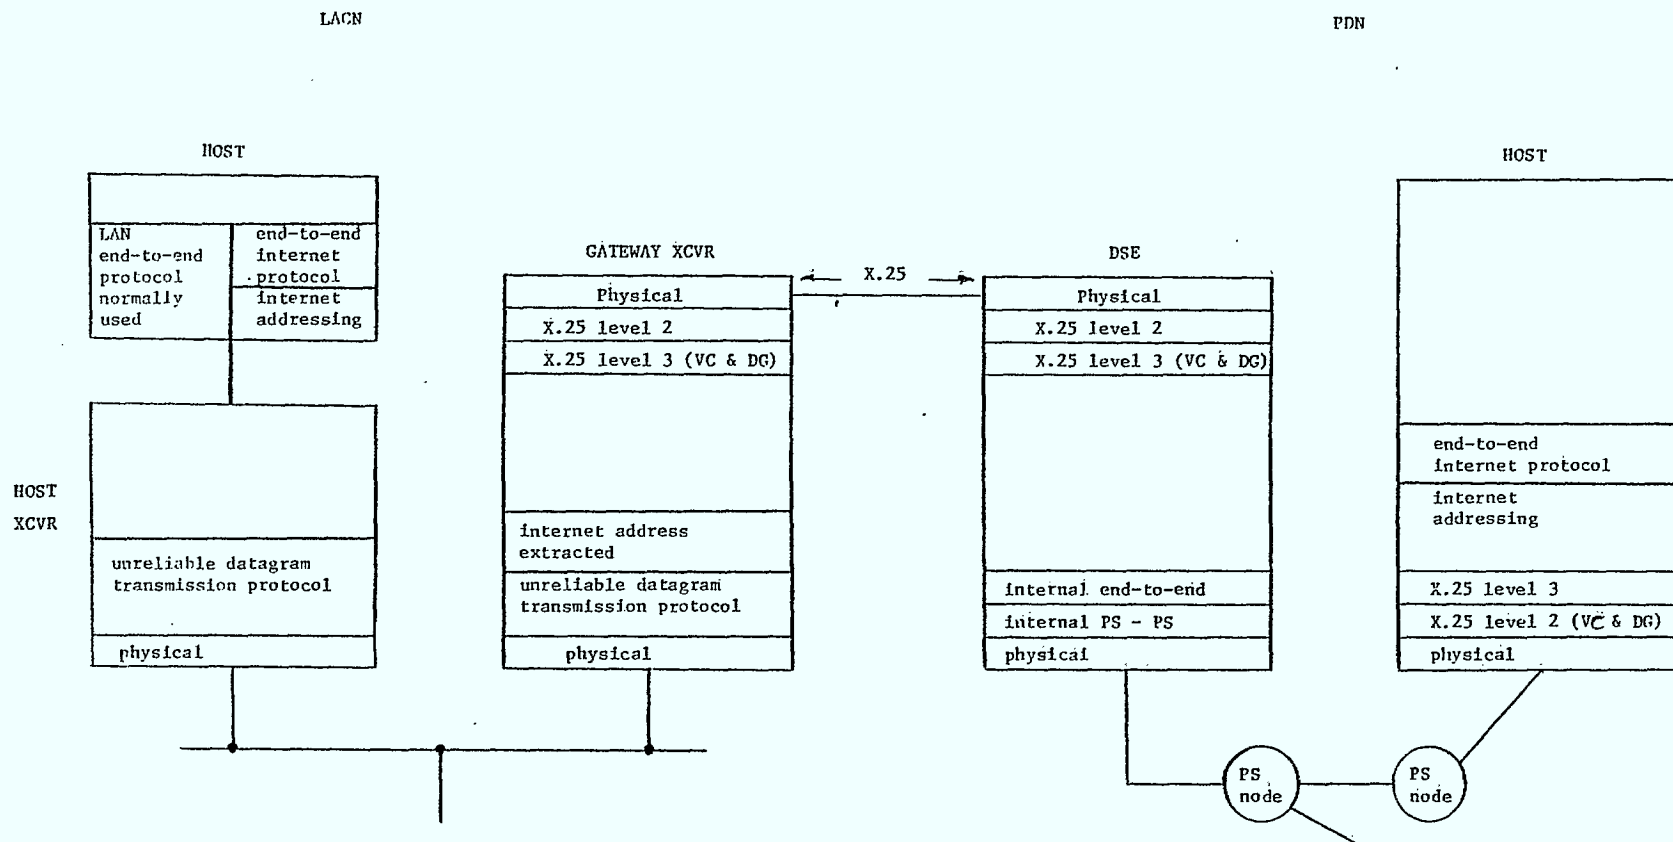 LACN
PDN
HOST
LAN
end-to-end
protocol
normally
used
end-to-end
internet
protocol
internet
addressing
HOST
XCVR
unreliable datagram
transmission protocol
physical
GATEWAY XCVR
Physical
X.25 level 2
X.25 level 3 (VC & DG)
internet address
extracted
unreliable datagram
transmission protocol
physical
X.25
DSE
Physical
X.25 level 2
X.25 level 3 (VC & DG)
internal end-to-end
internal PS - PS
physical
HOST
end-to-end
internet protocol
internet
addressing
X.25 level 3
X.25 level 2 (VC & DG)
physical
PS
node
PS
node